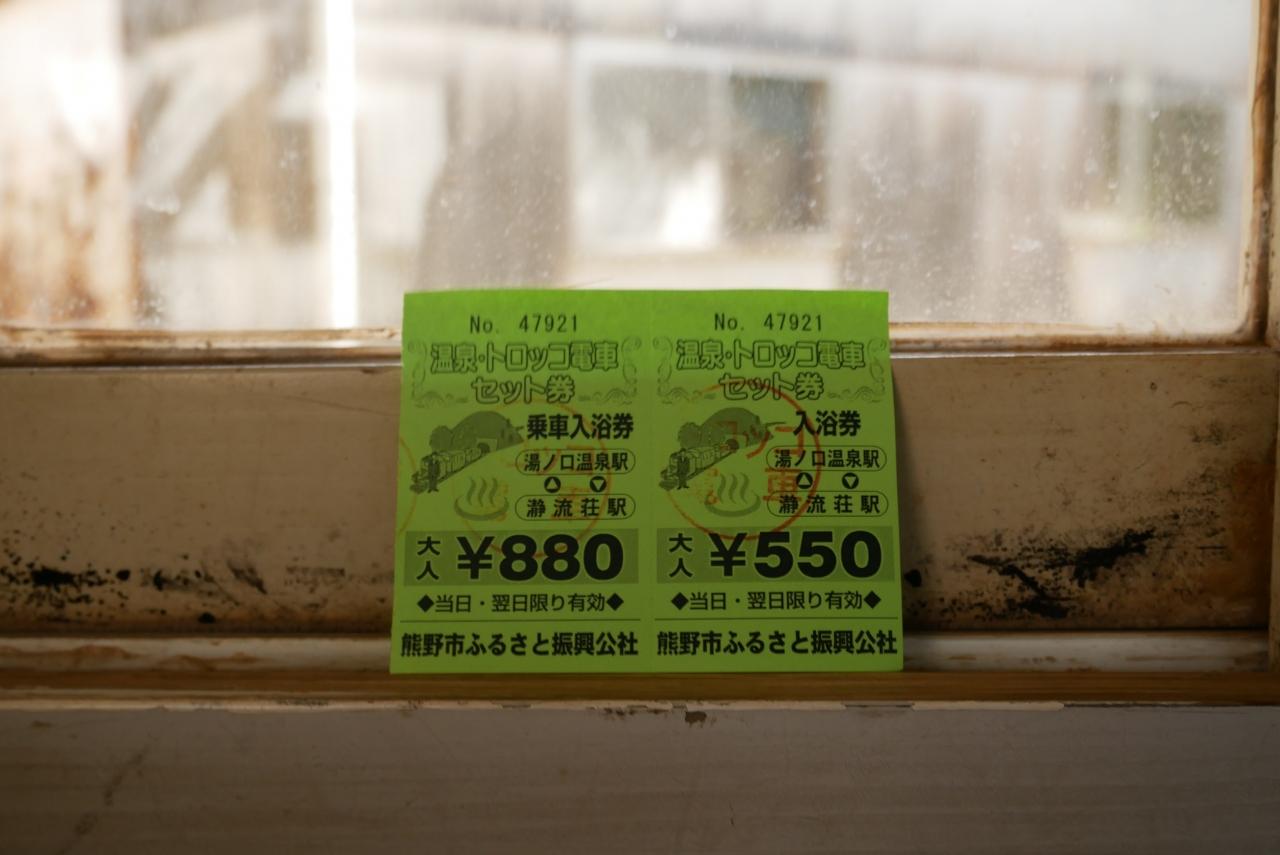 No. 47921
温泉・トロッコ電車
セット券
乗車入浴券
湯ノ口温泉駅
瀞流荘駅
大人 ¥880
◆当日・翌日限り有効◆
熊野市ふるさと振興公社
No. 47921
温泉・トロッコ電車
セット券
入浴券
湯ノ口温泉駅
瀞流荘駅
大人 ¥550
◆当日・翌日限り有効◆
熊野市ふるさと振興公社